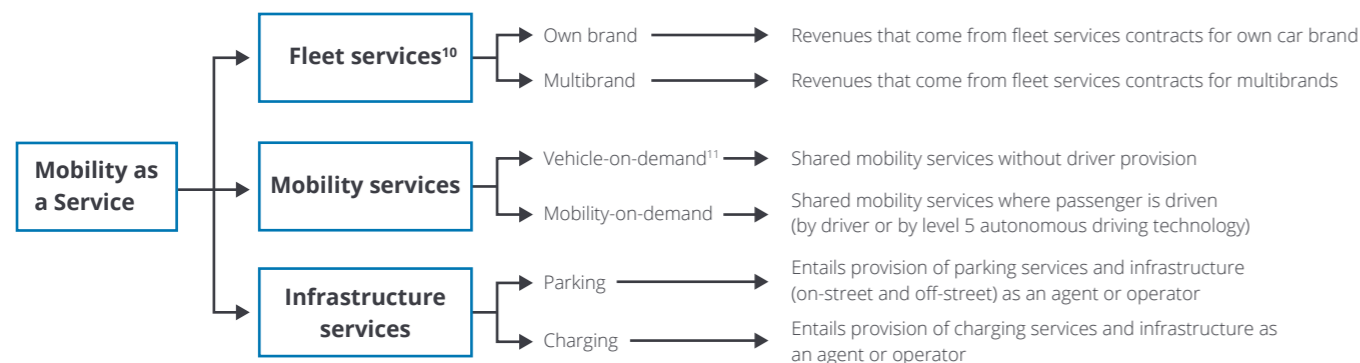 Mobility as
a Service
Fleet services¹⁰
Own brand
Revenues that come from fleet services contracts for own car brand
Multibrand
Revenues that come from fleet services contracts for multibrands
Mobility services
Vehicle-on-demand¹¹
Shared mobility services without driver provision
Mobility-on-demand
Shared mobility services where passenger is driven
(by driver or by level 5 autonomous driving technology)
Infrastructure
services
Parking
Entails provision of parking services and infrastructure
(on-street and off-street) as an agent or operator
Charging
Entails provision of charging services and infrastructure as
an agent or operator